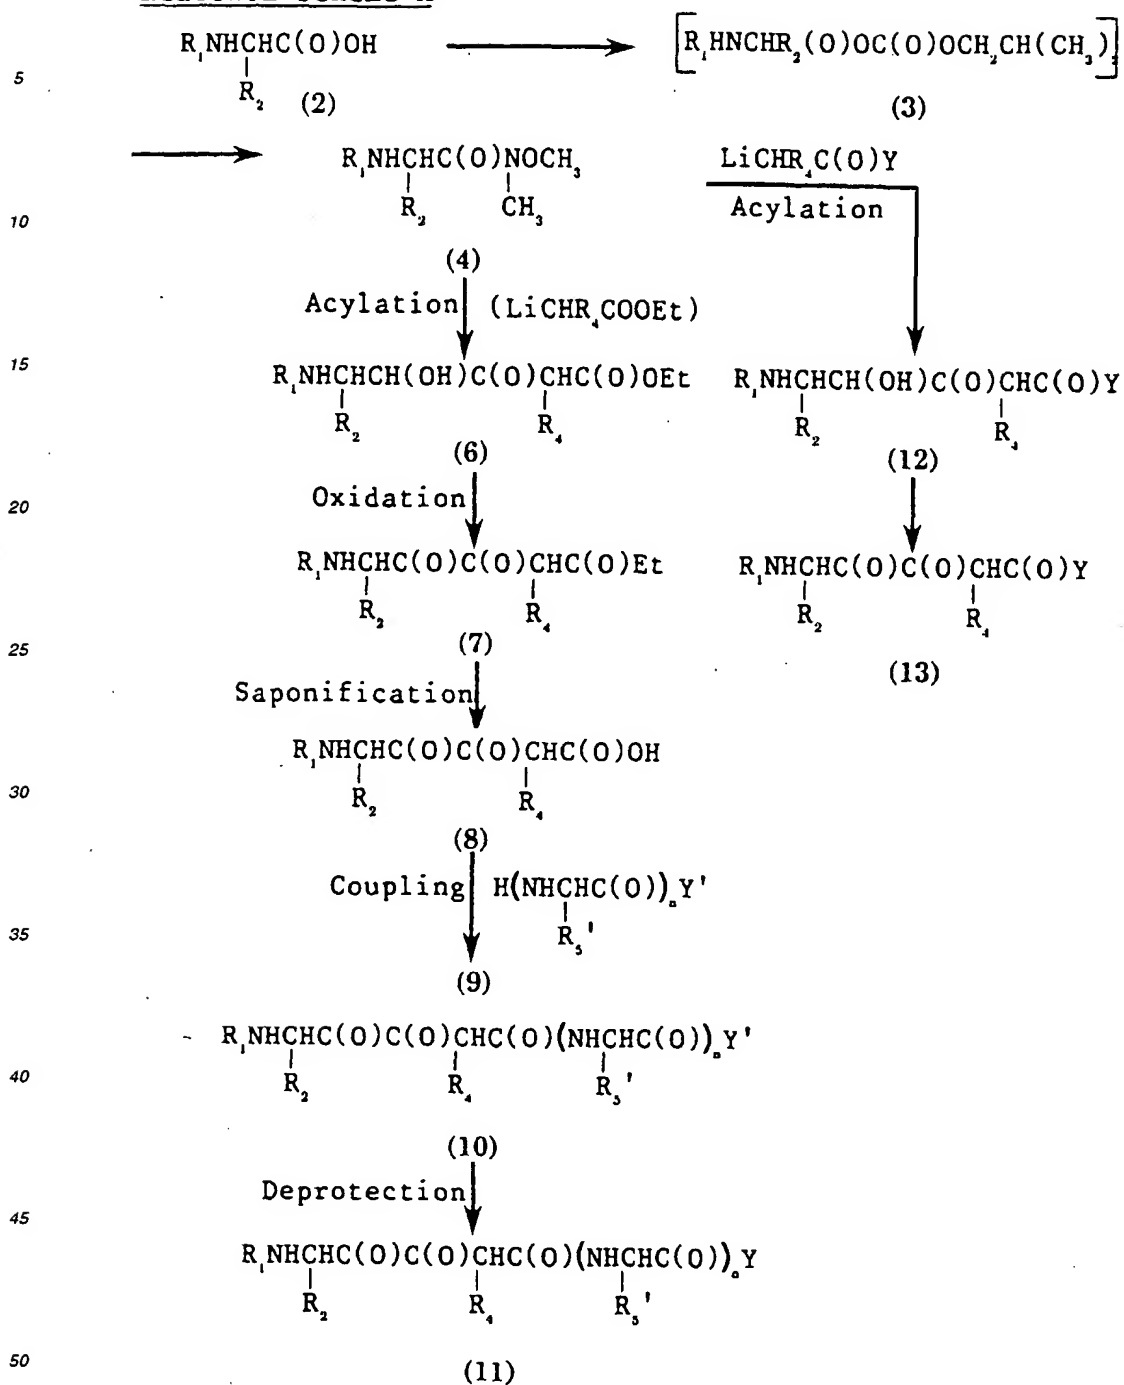 R₁NHCHC(O)OH [R₁HNCHR₂(O)OC(O)OCH₂CH(CH₃)₂]
5
R₂ (2) (3)
R₁NHCHC(O)NOCH₃ LiCHR₄C(O)Y
R₂ CH₃ Acylation
10
(4)
Acylation (LiCHR₄COOEt)
15
R₁NHCHCH(OH)C(O)CHC(O)OEt R₁NHCHCH(OH)C(O)CHC(O)Y
R₂ R₄ R₂ R₄
(6) (12)
Oxidation
20
R₁NHCHC(O)C(O)CHC(O)Et R₁NHCHC(O)C(O)CHC(O)Y
R₂ R₄ R₂ R₄
25
(7) (13)
Saponification
R₁NHCHC(O)C(O)CHC(O)OH
30
R₂ R₄
(8)
Coupling H(NHCHC(O))ₙY'
35
R₅'
(9)
R₁NHCHC(O)C(O)CHC(O)(NHCHC(O))ₙY'
40
R₂ R₄ R₅'
(10)
Deprotection
45
R₁NHCHC(O)C(O)CHC(O)(NHCHC(O))ₙY
R₂ R₄ R₅'
50
(11)